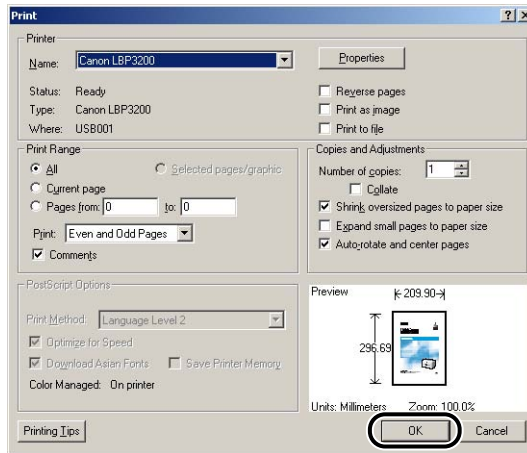 Print
Printer
Name: Canon LBP3200
Properties
Status: Ready
Type: Canon LBP3200
Where: USB001
Reverse pages
Print as image
Print to file
Print Range
All
Selected pages/graphic
Current page
Pages from: 0 to: 0
Print: Even and Odd Pages
Comments
Copies and Adjustments
Number of copies: 1
Collate
Shrink oversized pages to paper size
Expand small pages to paper size
Auto-rotate and center pages
PostScript Options
Print Method: Language Level 2
Optimize for Speed
Download Asian Fonts
Save Printer Memory
Color Managed: On printer
Preview
209.90
296.69
Units: Millimeters Zoom: 100.0%
Printing Tips
OK
Cancel